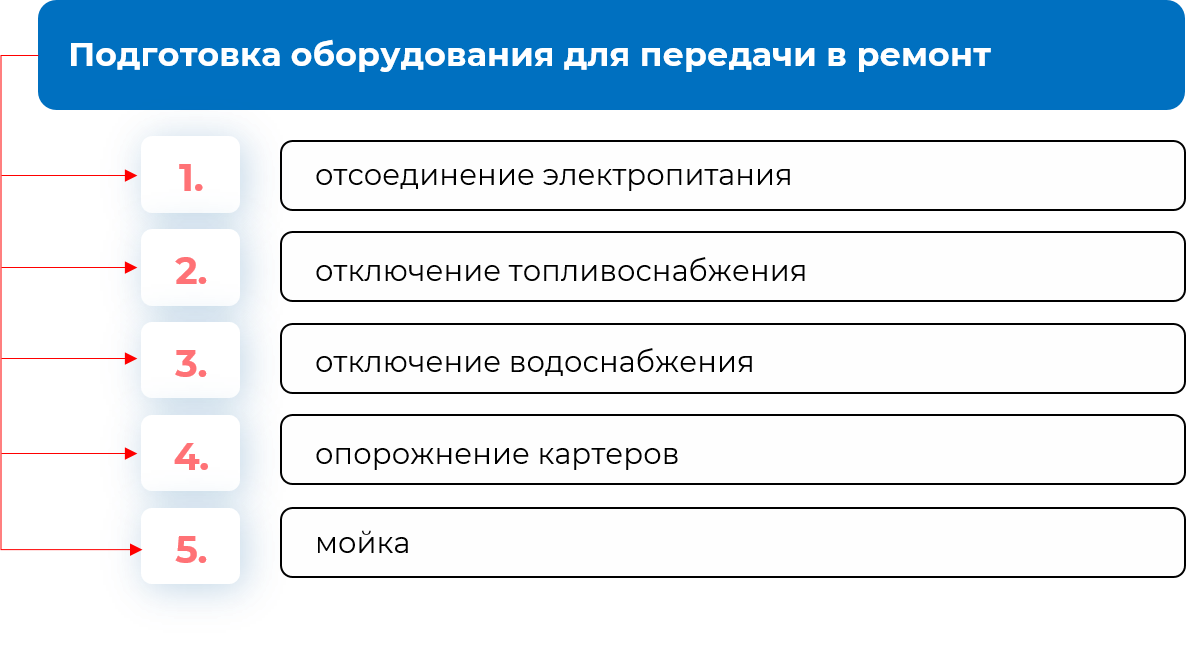 Подготовка оборудования для передачи в ремонт
1. отсоединение электропитания
2. отключение топливоснабжения
3. отключение водоснабжения
4. опорожнение картеров
5. мойка